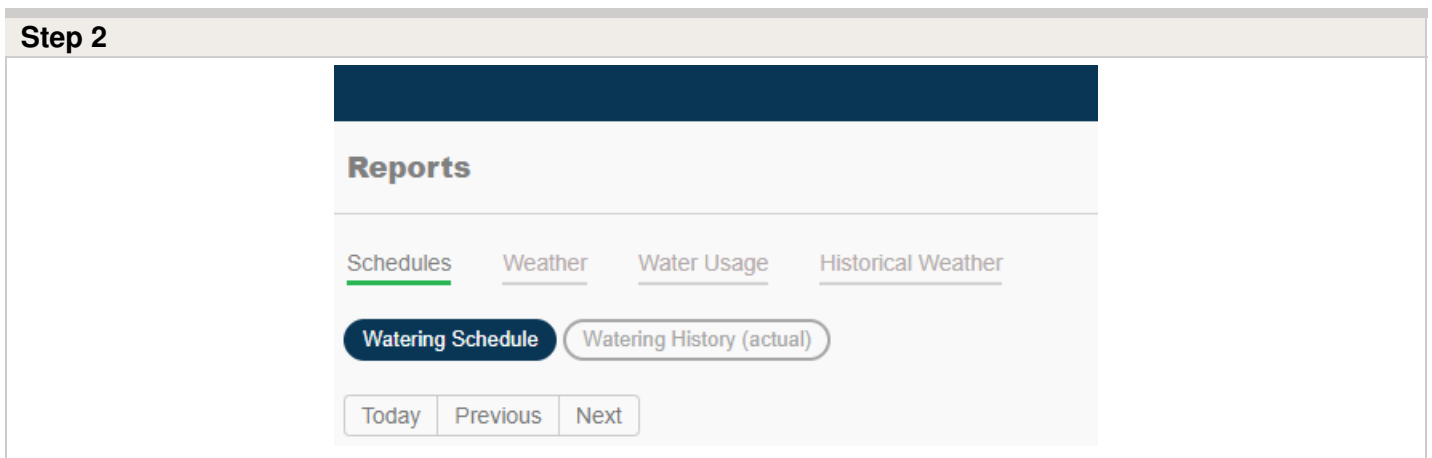 Step 2
Reports
Schedules Weather Water Usage Historical Weather
Watering Schedule Watering History (actual)
Today Previous Next